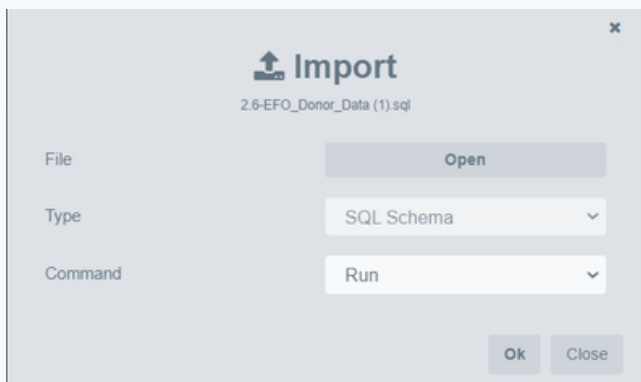 Import
2.6-EFO_Donor_Data (1).sql
File Open
Type SQL Schema
Command Run
Ok Close